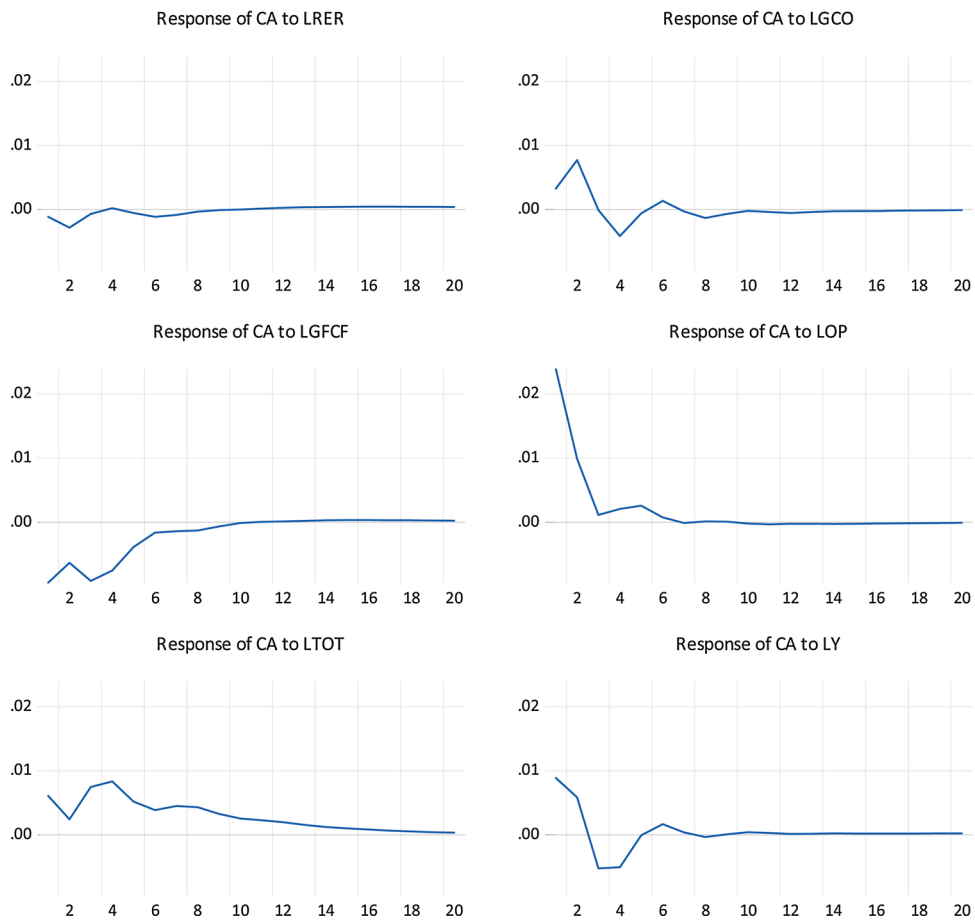 Response of CA to LRER
.02
.01
.00
2 4 6 8 10 12 14 16 18 20
Response of CA to LGCO
.02
.01
.00
2 4 6 8 10 12 14 16 18 20
Response of CA to LGFCF
.02
.01
.00
2 4 6 8 10 12 14 16 18 20
Response of CA to LOP
.02
.01
.00
2 4 6 8 10 12 14 16 18 20
Response of CA to LTOT
.02
.01
.00
2 4 6 8 10 12 14 16 18 20
Response of CA to LY
.02
.01
.00
2 4 6 8 10 12 14 16 18 20